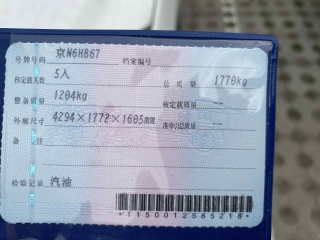 号牌号码 京N6HB67 档案编号
核定载人数 5人 总质量 1770kg
整备质量 1204kg 核定载质量 --
外廓尺寸 4294×1772×1605mm 准牵引总质量 --
备注
检验记录 汽油
*1150012585218*